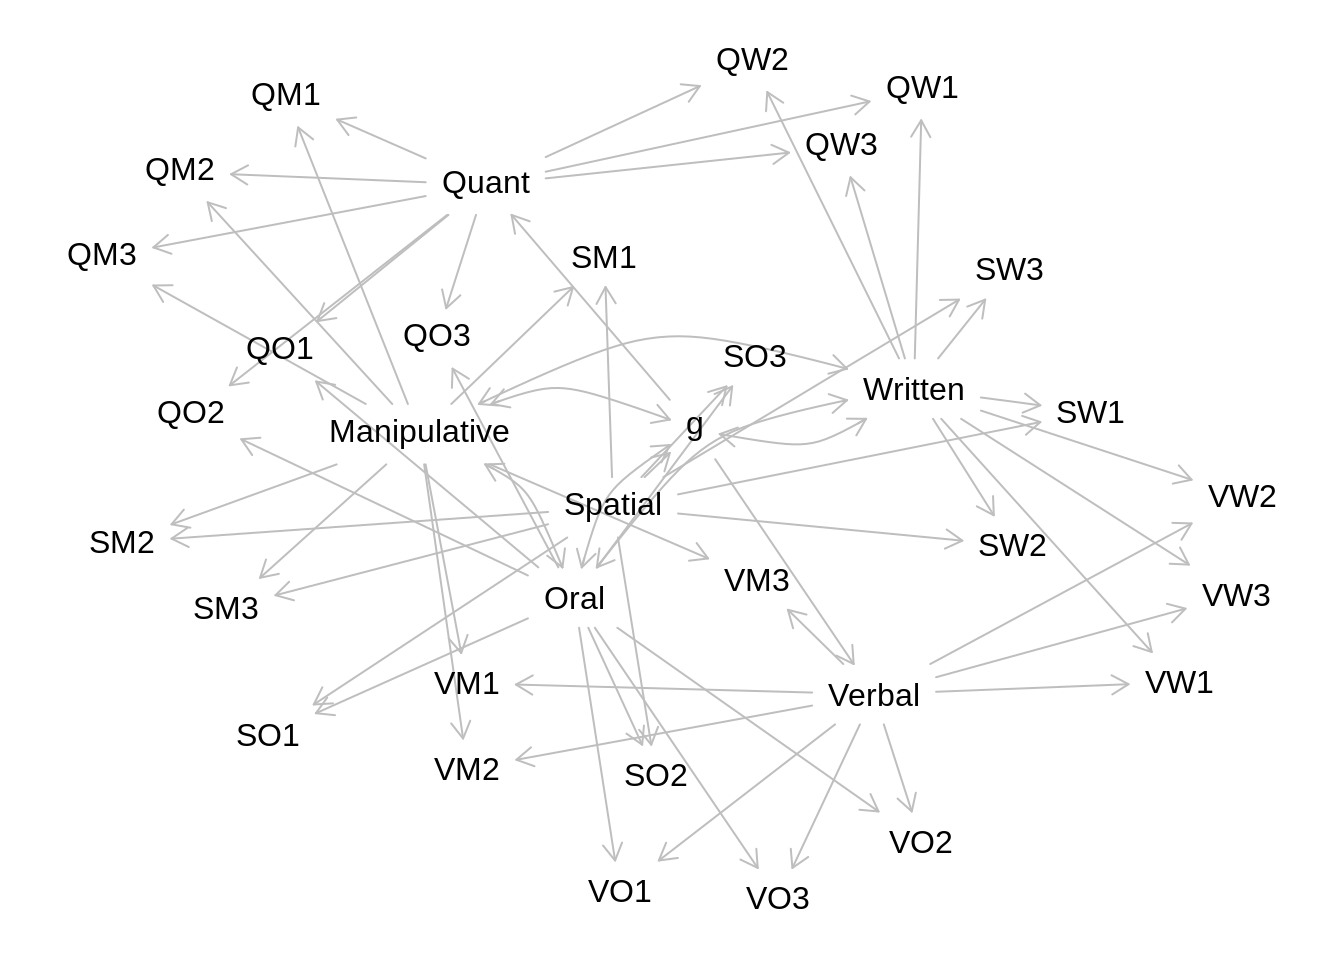 QW2
QW1
QM1
QW3
QM2
Quant
QM3
SM1
SW3
QO3
QO1
SO3
Written
QO2
SW1
g
Manipulative
VW2
Spatial
SM2
SW2
VM3
VW3
Oral
SM3
VM1
VW1
Verbal
SO1
VM2
SO2
VO2
VO1
VO3